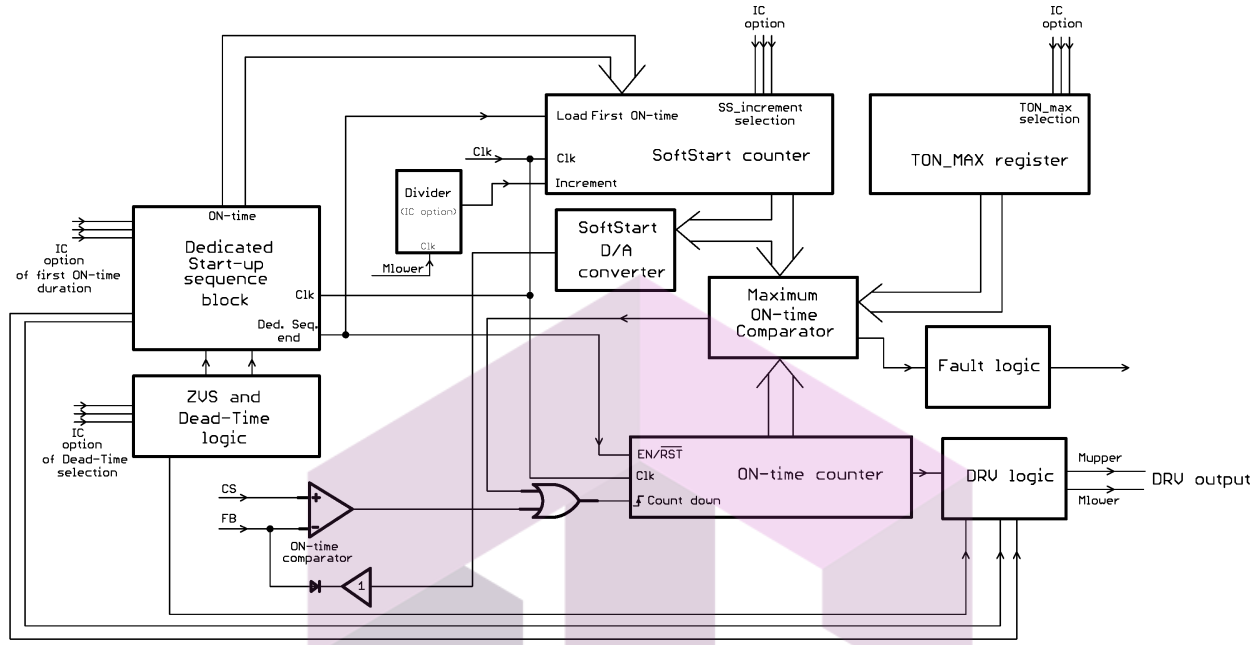 IC
option
IC
option
SS_increment
selection
TON_max
selection
Load First ON-time
Clk
Clk
SoftStart counter
TON_MAX register
Increment
Divider
(IC option)
Clk
Mlower
ON-time
Dedicated
Start-up
sequence
block
IC
option
of first ON-time
duration
Clk
Ded. Seq.
end
SoftStart
D/A
converter
Maximum
ON-time
Comparator
Fault logic
ZVS and
Dead-Time
logic
IC
option
of Dead-Time
selection
EN/RST
Clk
Count down
ON-time counter
DRV logic
Mupper
Mlower
DRV output
CS
+
FB
-
ON-time
comparator
1